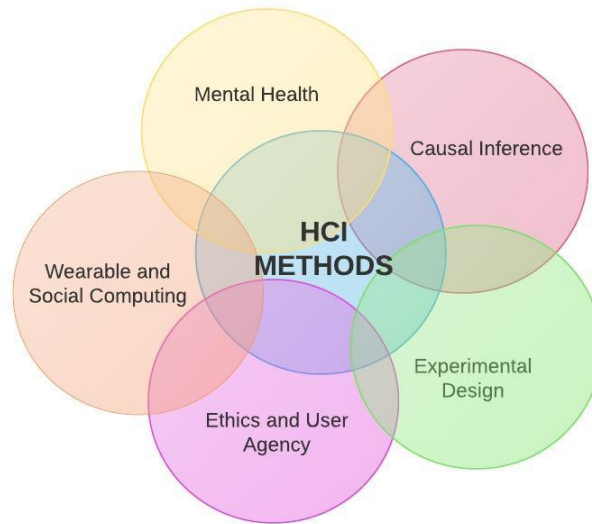 Mental Health
Causal Inference
HCI
METHODS
Wearable and
Social Computing
Experimental
Design
Ethics and User
Agency